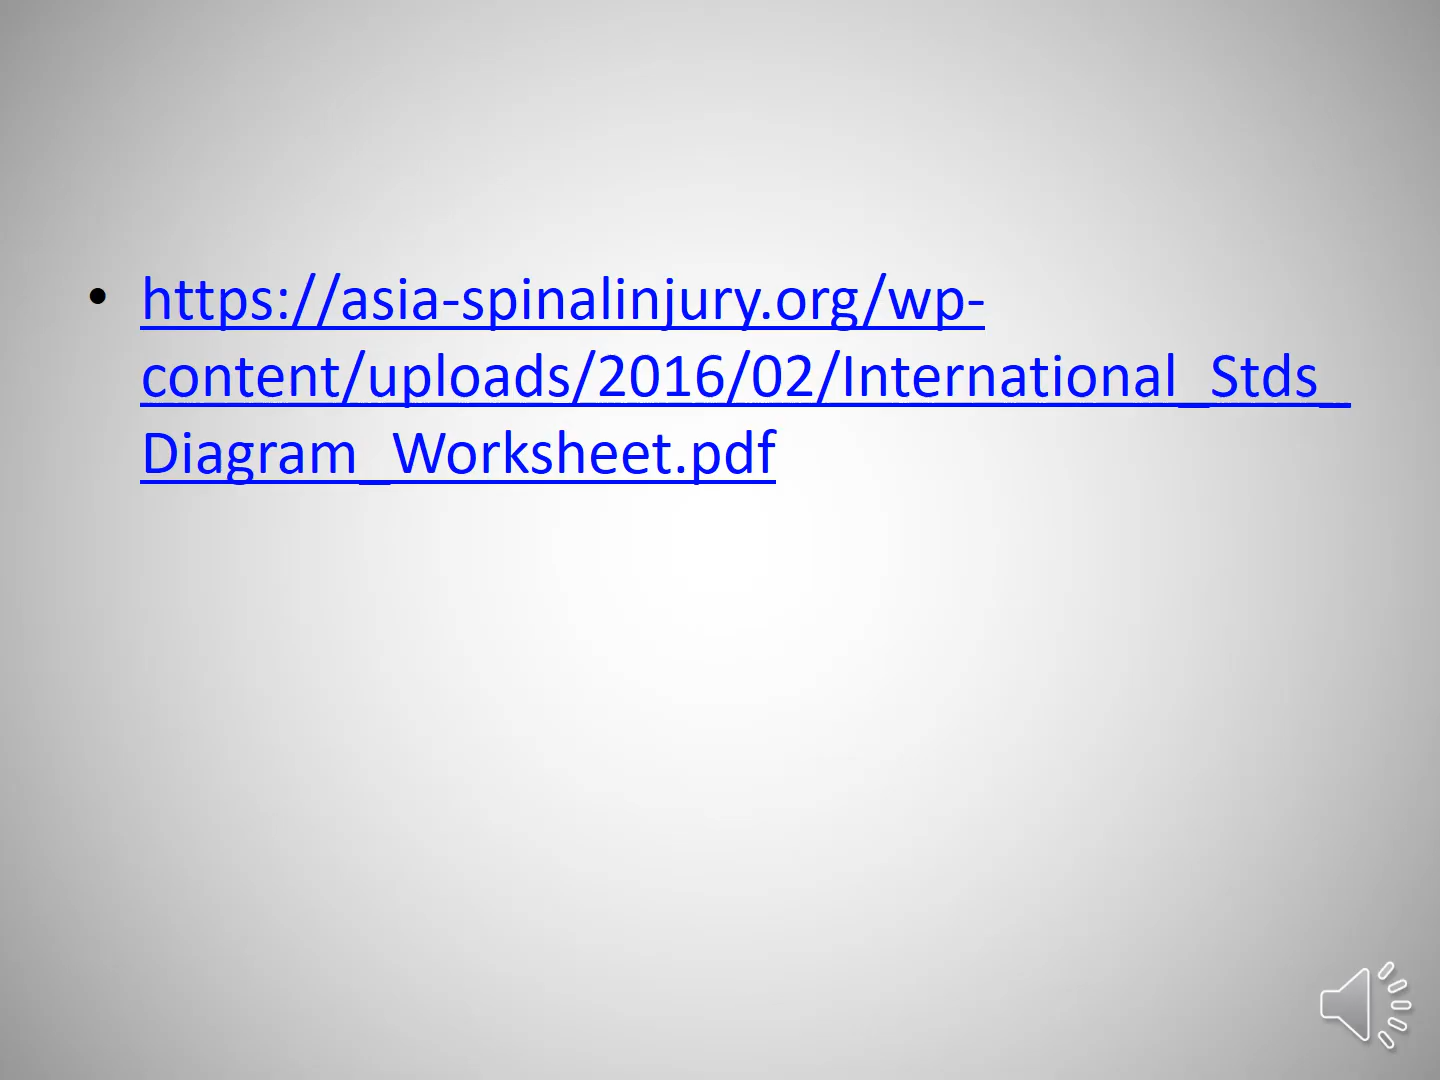 • https://asia-spinalinjury.org/wp-
content/uploads/2016/02/International_Stds_
Diagram_Worksheet.pdf